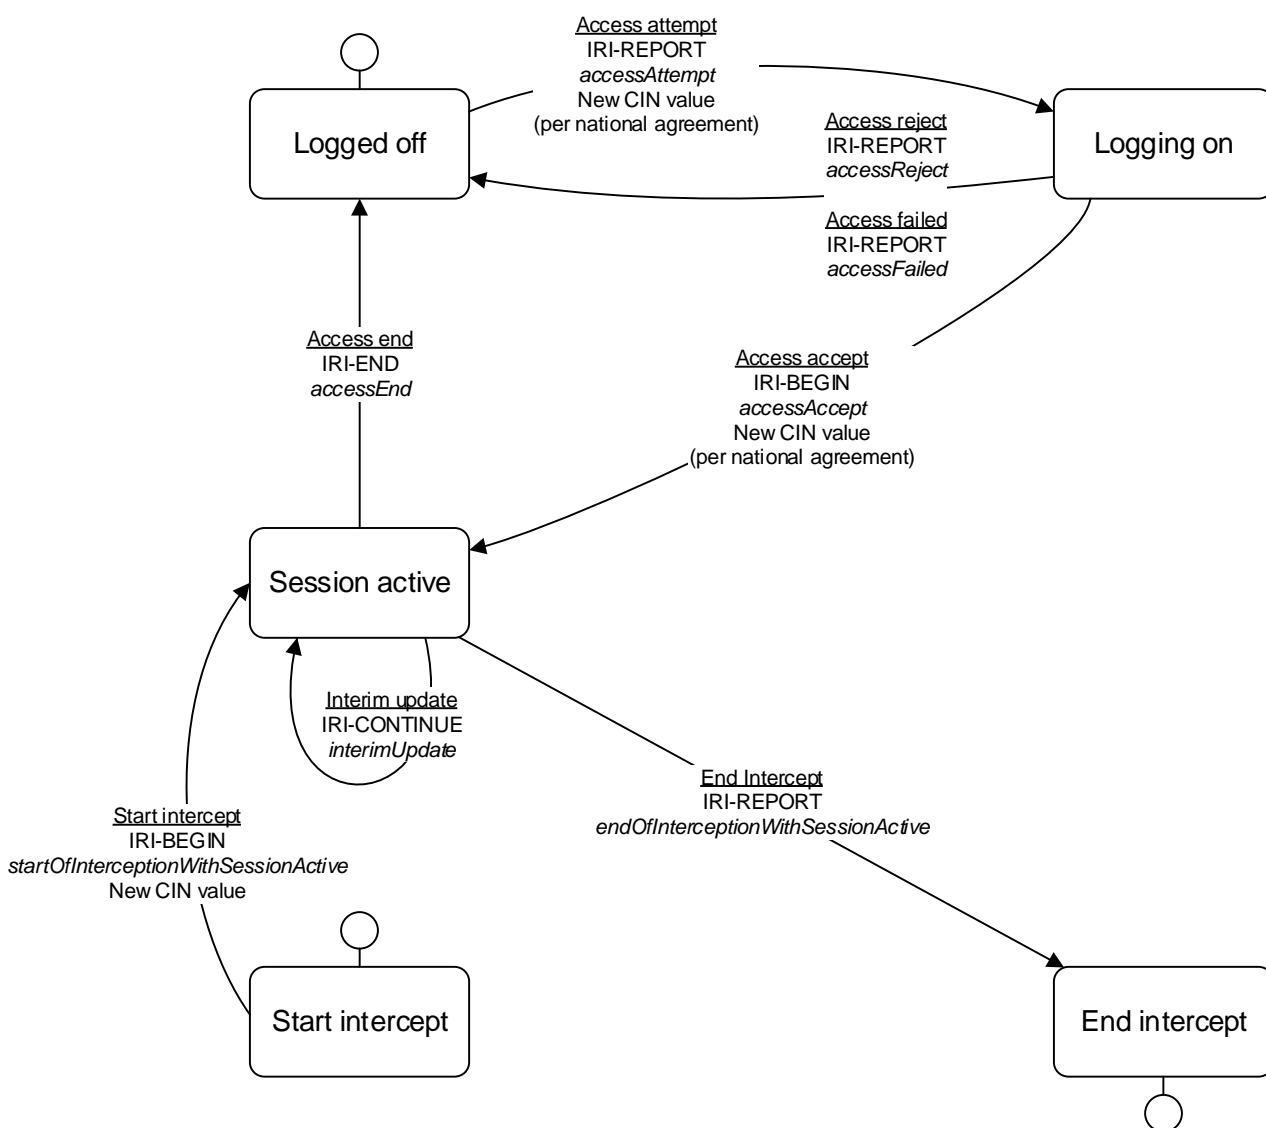 Access attempt
IRI-REPORT
accessAttempt
New CIN value
(per national agreement)
Logged off
Logging on
Access reject
IRI-REPORT
accessReject
Access failed
IRI-REPORT
accessFailed
Access end
IRI-END
accessEnd
Access accept
IRI-BEGIN
accessAccept
New CIN value
(per national agreement)
Session active
Interim update
IRI-CONTINUE
interimUpdate
End Intercept
IRI-REPORT
endOfInterceptionWithSessionActive
Start intercept
IRI-BEGIN
startOfInterceptionWithSessionActive
New CIN value
Start intercept
End intercept